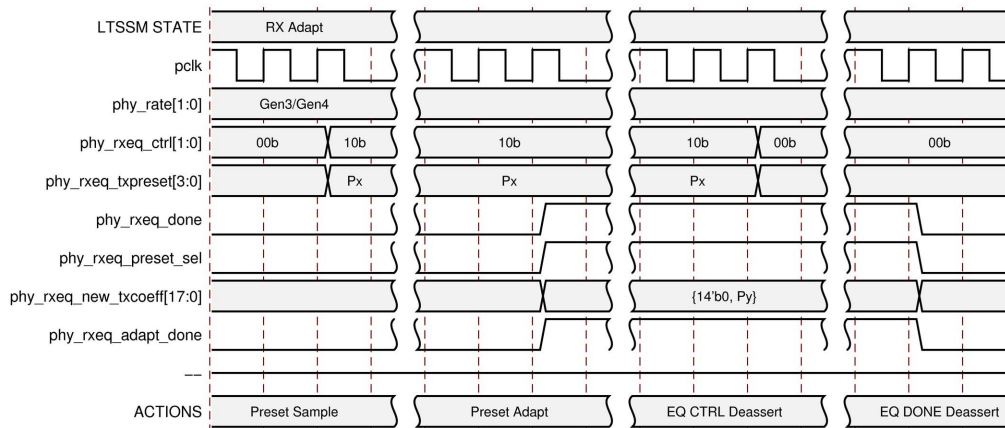 LTSSM STATE RX Adapt
pclk
phy_rate[1:0] Gen3/Gen4
phy_rxeq_ctrl[1:0] 00b 10b 10b 10b 00b 00b
phy_rxeq_txpreset[3:0] Px Px Px
phy_rxeq_done
phy_rxeq_preset_sel
phy_rxeq_new_txcoeff[17:0] {14'b0, Py}
phy_rxeq_adapt_done
––
ACTIONS Preset Sample Preset Adapt EQ CTRL Deassert EQ DONE Deassert